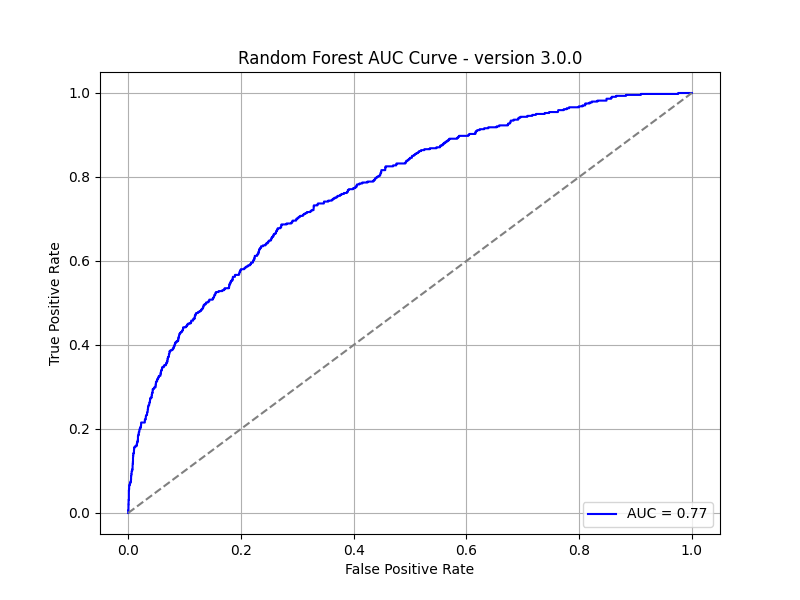 Random Forest AUC Curve - version 3.0.0
True Positive Rate
1.0
0.8
0.6
0.4
0.2
0.0
AUC = 0.77
0.0 0.2 0.4 0.6 0.8 1.0
False Positive Rate